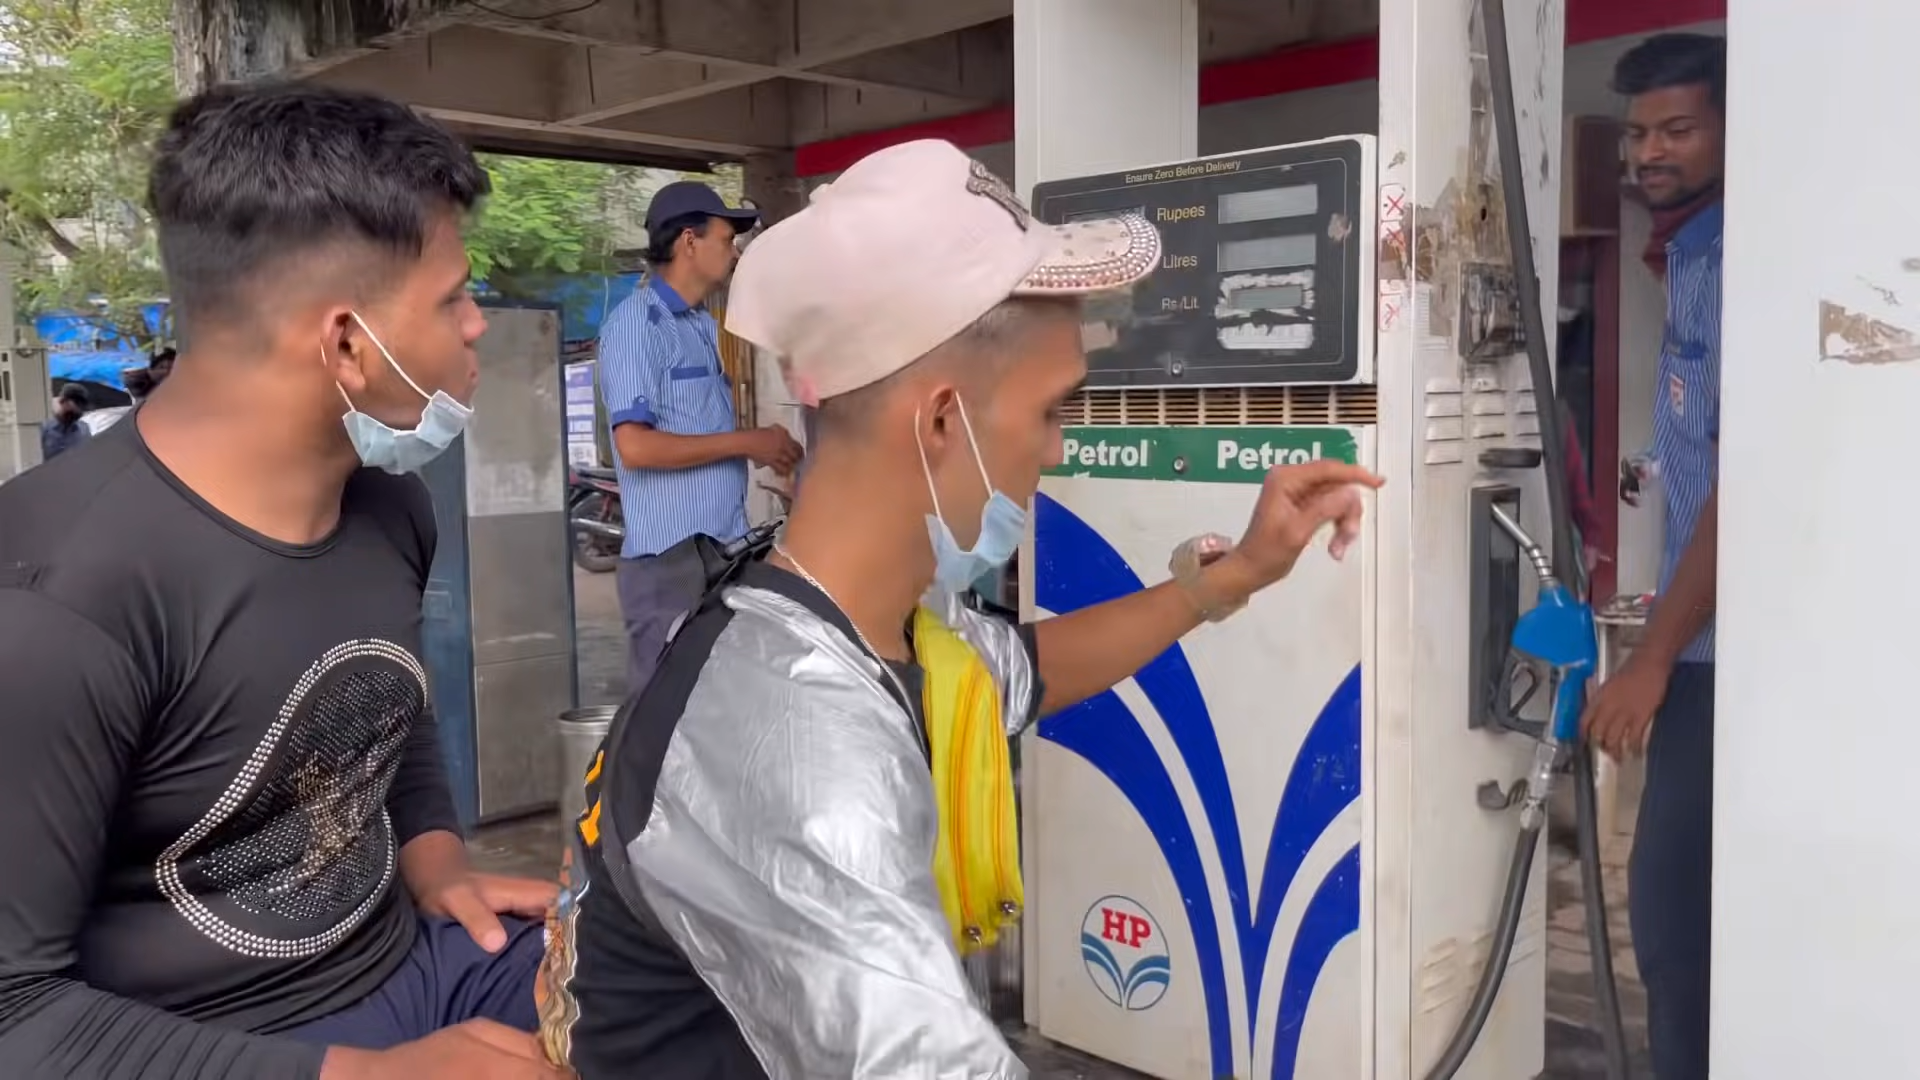 Ensure Zero Before Delivery
Rupees
Litres
Rs./Lit.
Petrol Petrol
HP